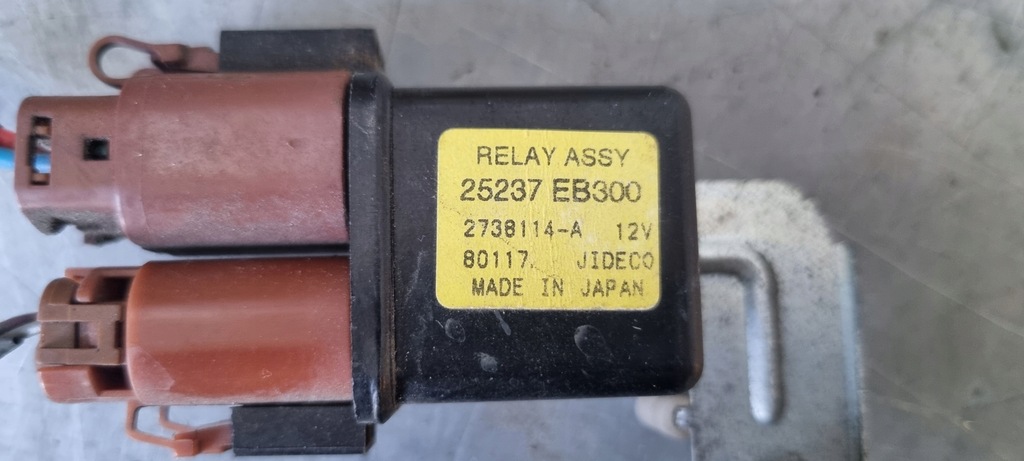 RELAY ASSY
25237 EB300
2738114-A 12V
80117. JIDECO
MADE IN JAPAN